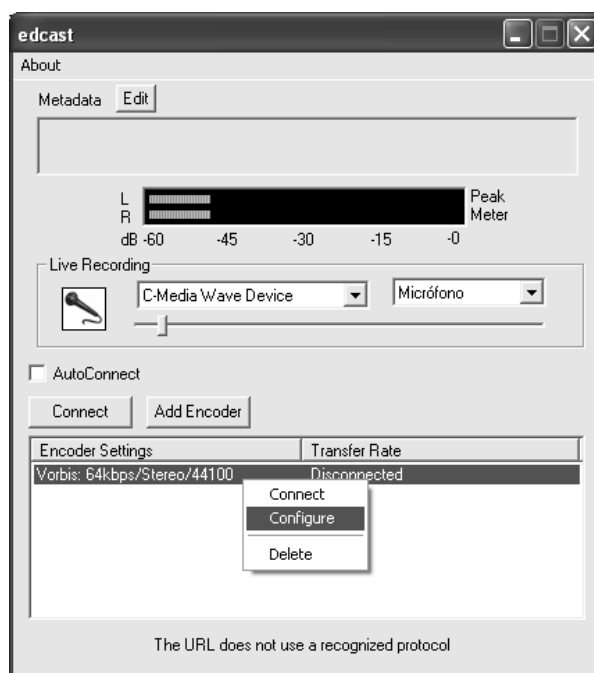 edcast
About
Metadata Edit
L Peak
R Meter
dB -60 -45 -30 -15 -0
Live Recording
C-Media Wave Device Micrófono
AutoConnect
Connect Add Encoder
Encoder Settings Transfer Rate
Vorbis: 64kbps/Stereo/44100 Disconnected
Connect
Configure
Delete
The URL does not use a recognized protocol